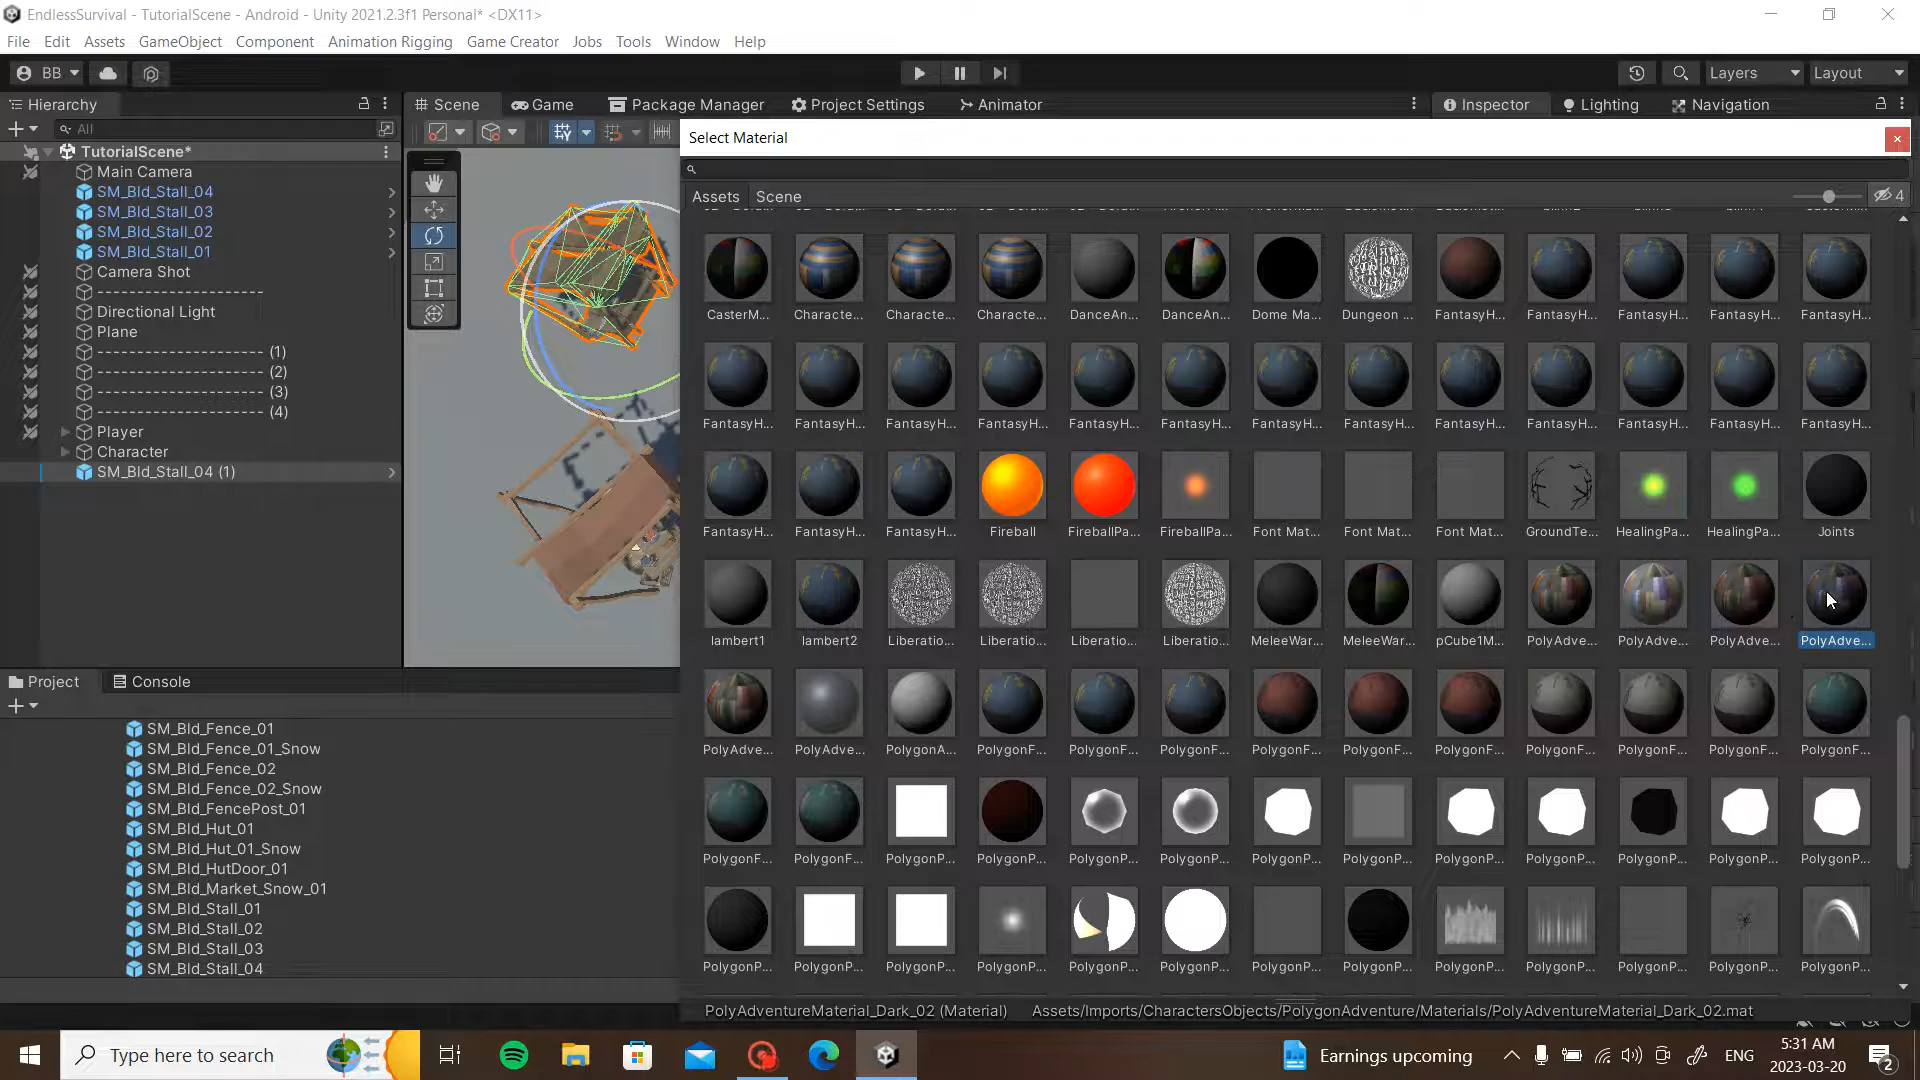 EndlessSurvival - TutorialScene - Android - Unity 2021.2.3f1 Personal* <DX11>
File Edit Assets GameObject Component Animation Rigging Game Creator Jobs Tools Window Help
BB Layers Layout
Hierarchy Scene Game Package Manager Project Settings Animator Inspector Lighting Navigation
All
Select Material
TutorialScene*
Main Camera
SM_Bld_Stall_04
SM_Bld_Stall_03
SM_Bld_Stall_02
SM_Bld_Stall_01
Camera Shot
----------------------
Directional Light
Plane
---------------------- (1)
---------------------- (2)
---------------------- (3)
---------------------- (4)
Player
Character
SM_Bld_Stall_04 (1)
Assets Scene 4
CasterM... Characte... Characte... Characte... DanceAn... DanceAn... Dome Ma... Dungeon ... FantasyH... FantasyH... FantasyH... FantasyH... FantasyH...
FantasyH... FantasyH... FantasyH... FantasyH... FantasyH... FantasyH... FantasyH... FantasyH... FantasyH... FantasyH... FantasyH... FantasyH... FantasyH...
FantasyH... FantasyH... FantasyH... Fireball FireballPa... FireballPa... Font Mat... Font Mat... Font Mat... GroundTe... HealingPa... HealingPa... Joints
lambert1 lambert2 Liberatio... Liberatio... Liberatio... Liberatio... MeleeWar... MeleeWar... pCube1M... PolyAdve... PolyAdve... PolyAdve... PolyAdve...
PolyAdve... PolyAdve... PolygonA... PolygonF... PolygonF... PolygonF... PolygonF... PolygonF... PolygonF... PolygonF... PolygonF... PolygonF... PolygonF...
PolygonF... PolygonF... PolygonP... PolygonP... PolygonP... PolygonP... PolygonP... PolygonP... PolygonP... PolygonP... PolygonP... PolygonP... PolygonP...
PolygonP... PolygonP... PolygonP... PolygonP... PolygonP... PolygonP... PolygonP... PolygonP... PolygonP... PolygonP... PolygonP... PolygonP... PolygonP...
PolyAdventureMaterial_Dark_02 (Material) Assets/Imports/CharactersObjects/PolygonAdventure/Materials/PolyAdventureMaterial_Dark_02.mat
Project Console
SM_Bld_Fence_01
SM_Bld_Fence_01_Snow
SM_Bld_Fence_02
SM_Bld_Fence_02_Snow
SM_Bld_FencePost_01
SM_Bld_Hut_01
SM_Bld_Hut_01_Snow
SM_Bld_HutDoor_01
SM_Bld_Market_Snow_01
SM_Bld_Stall_01
SM_Bld_Stall_02
SM_Bld_Stall_03
SM_Bld_Stall_04
Type here to search
Earnings upcoming
ENG
5:31 AM
2023-03-20
2